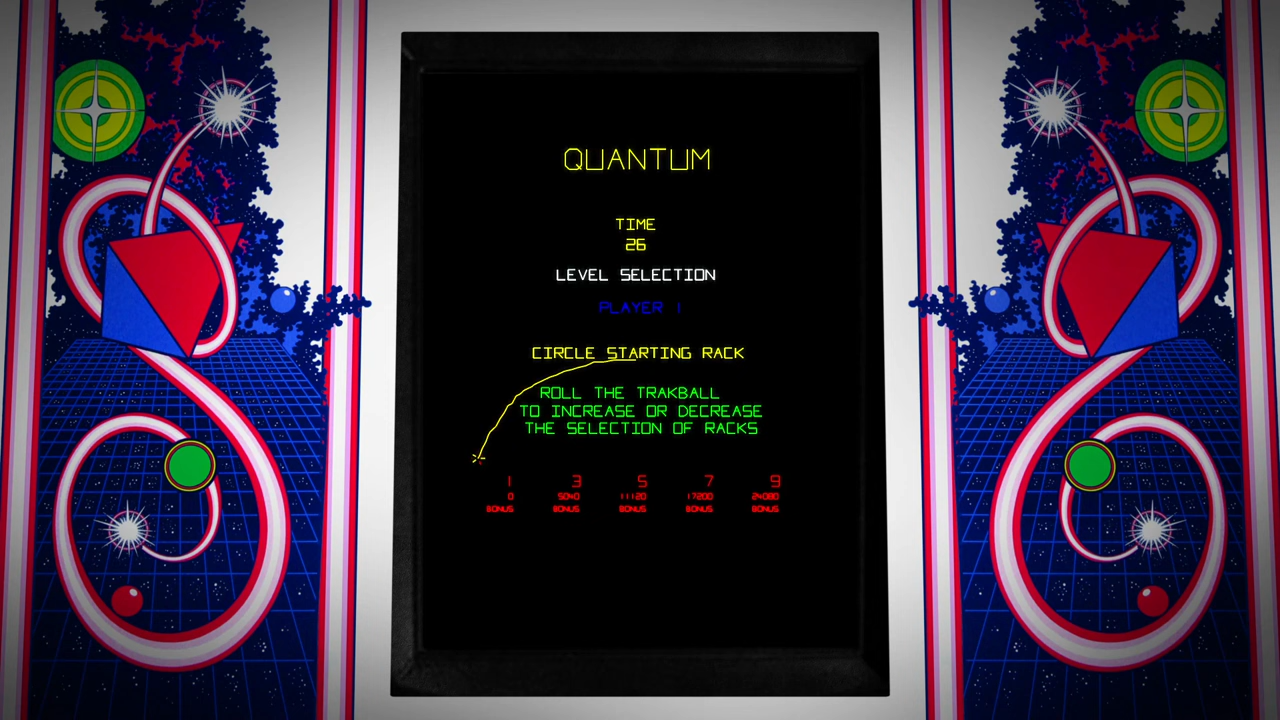 QUANTUM
TIME
26
LEVEL SELECTION
PLAYER 1
CIRCLE STARTING RACK
ROLL THE TRAKBALL
TO INCREASE OR DECREASE
THE SELECTION OF RACKS
1 3 5 7 9
0 5040 11120 17200 24080
BONUS BONUS BONUS BONUS BONUS